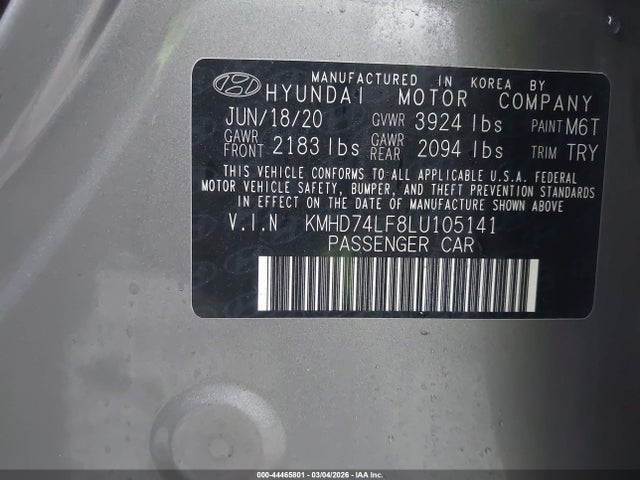 MANUFACTURED IN KOREA BY
HYUNDAI MOTOR COMPANY
JUN/18/20 GVWR 3924 lbs PAINT M6T
GAWR FRONT 2183 lbs GAWR REAR 2094 lbs TRIM TRY
THIS VEHICLE CONFORMS TO ALL APPLICABLE U.S.A. FEDERAL
MOTOR VEHICLE SAFETY, BUMPER, AND THEFT PREVENTION STANDARDS
IN EFFECT ON THE DATE OF MANUFACTURE SHOWN ABOVE
V.I.N KMHD74LF8LU105141
PASSENGER CAR
000-44465801 - 03/04/2026 - IAA Inc.